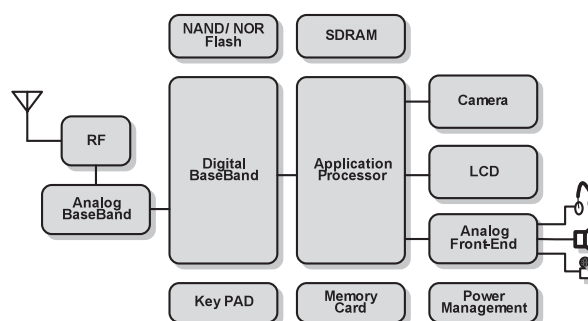 NAND/ NOR
Flash
SDRAM
Camera
RF
Digital
BaseBand
Application
Processor
LCD
Analog
BaseBand
Analog
Front-End
Key PAD
Memory
Card
Power
Management